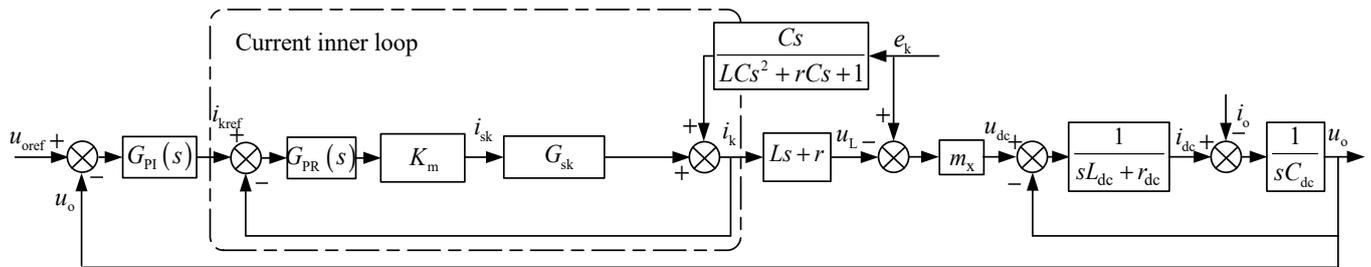 Current inner loop
Cs
LCs² + rCs + 1
e_k
+
u_oref +
−
u_o
G_PI (s)
i_kref
+
−
G_PR (s)
K_m
i_sk
G_sk
+
+
i_k
Ls + r
u_L
−
+
m_x
u_dc
+
−
1
sL_dc + r_dc
i_dc
+
−
i_o
1
sC_dc
u_o